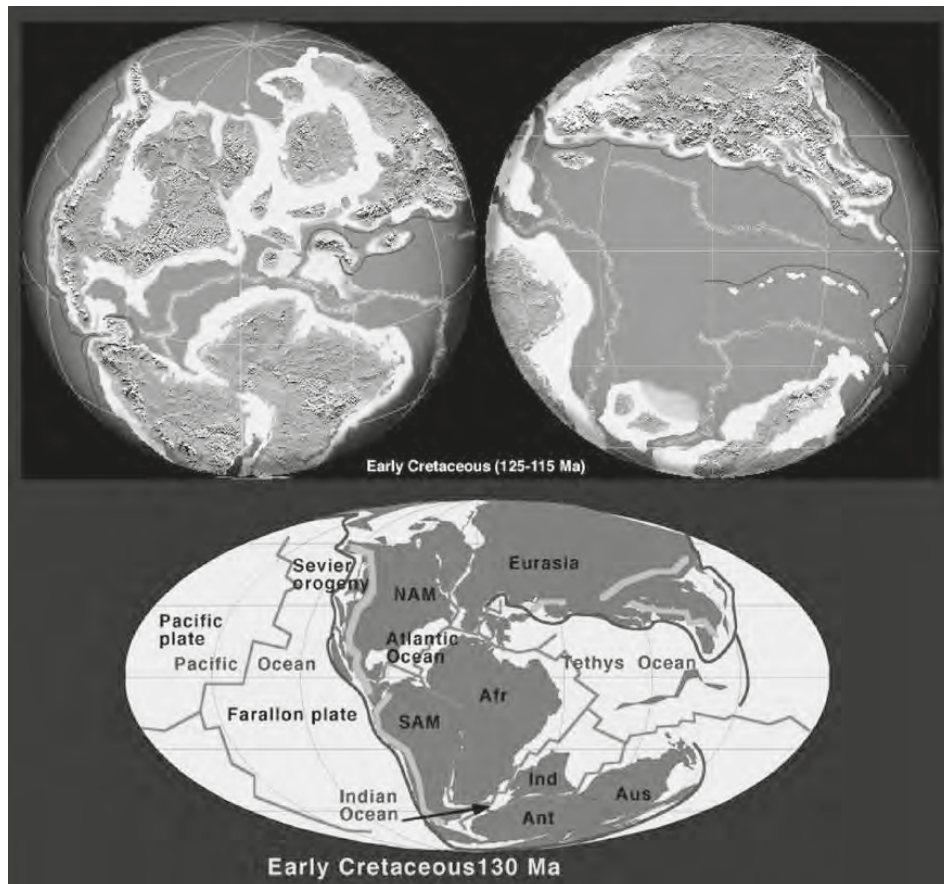 Early Cretaceous (125-115 Ma)
Sevier
orogeny
Eurasia
NAM
Pacific
plate
Atlantic
Ocean
Pacific Ocean
Tethys Ocean
Afr
Farallon plate
SAM
Ind
Indian
Ocean
Aus
Ant
Early Cretaceous130 Ma